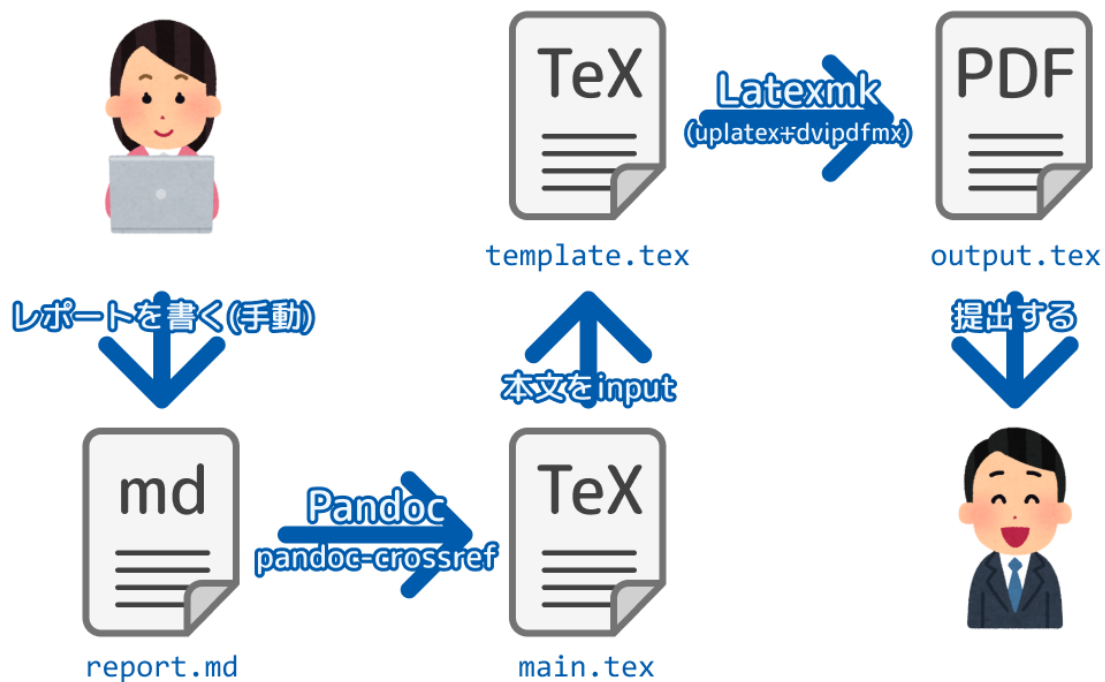 レポートを書く(手動)
md
report.md
Pandoc
pandoc-crossref
TeX
main.tex
本文をinput
TeX
template.tex
Latexmk
(uplatex+dvipdfmx)
PDF
output.tex
提出する